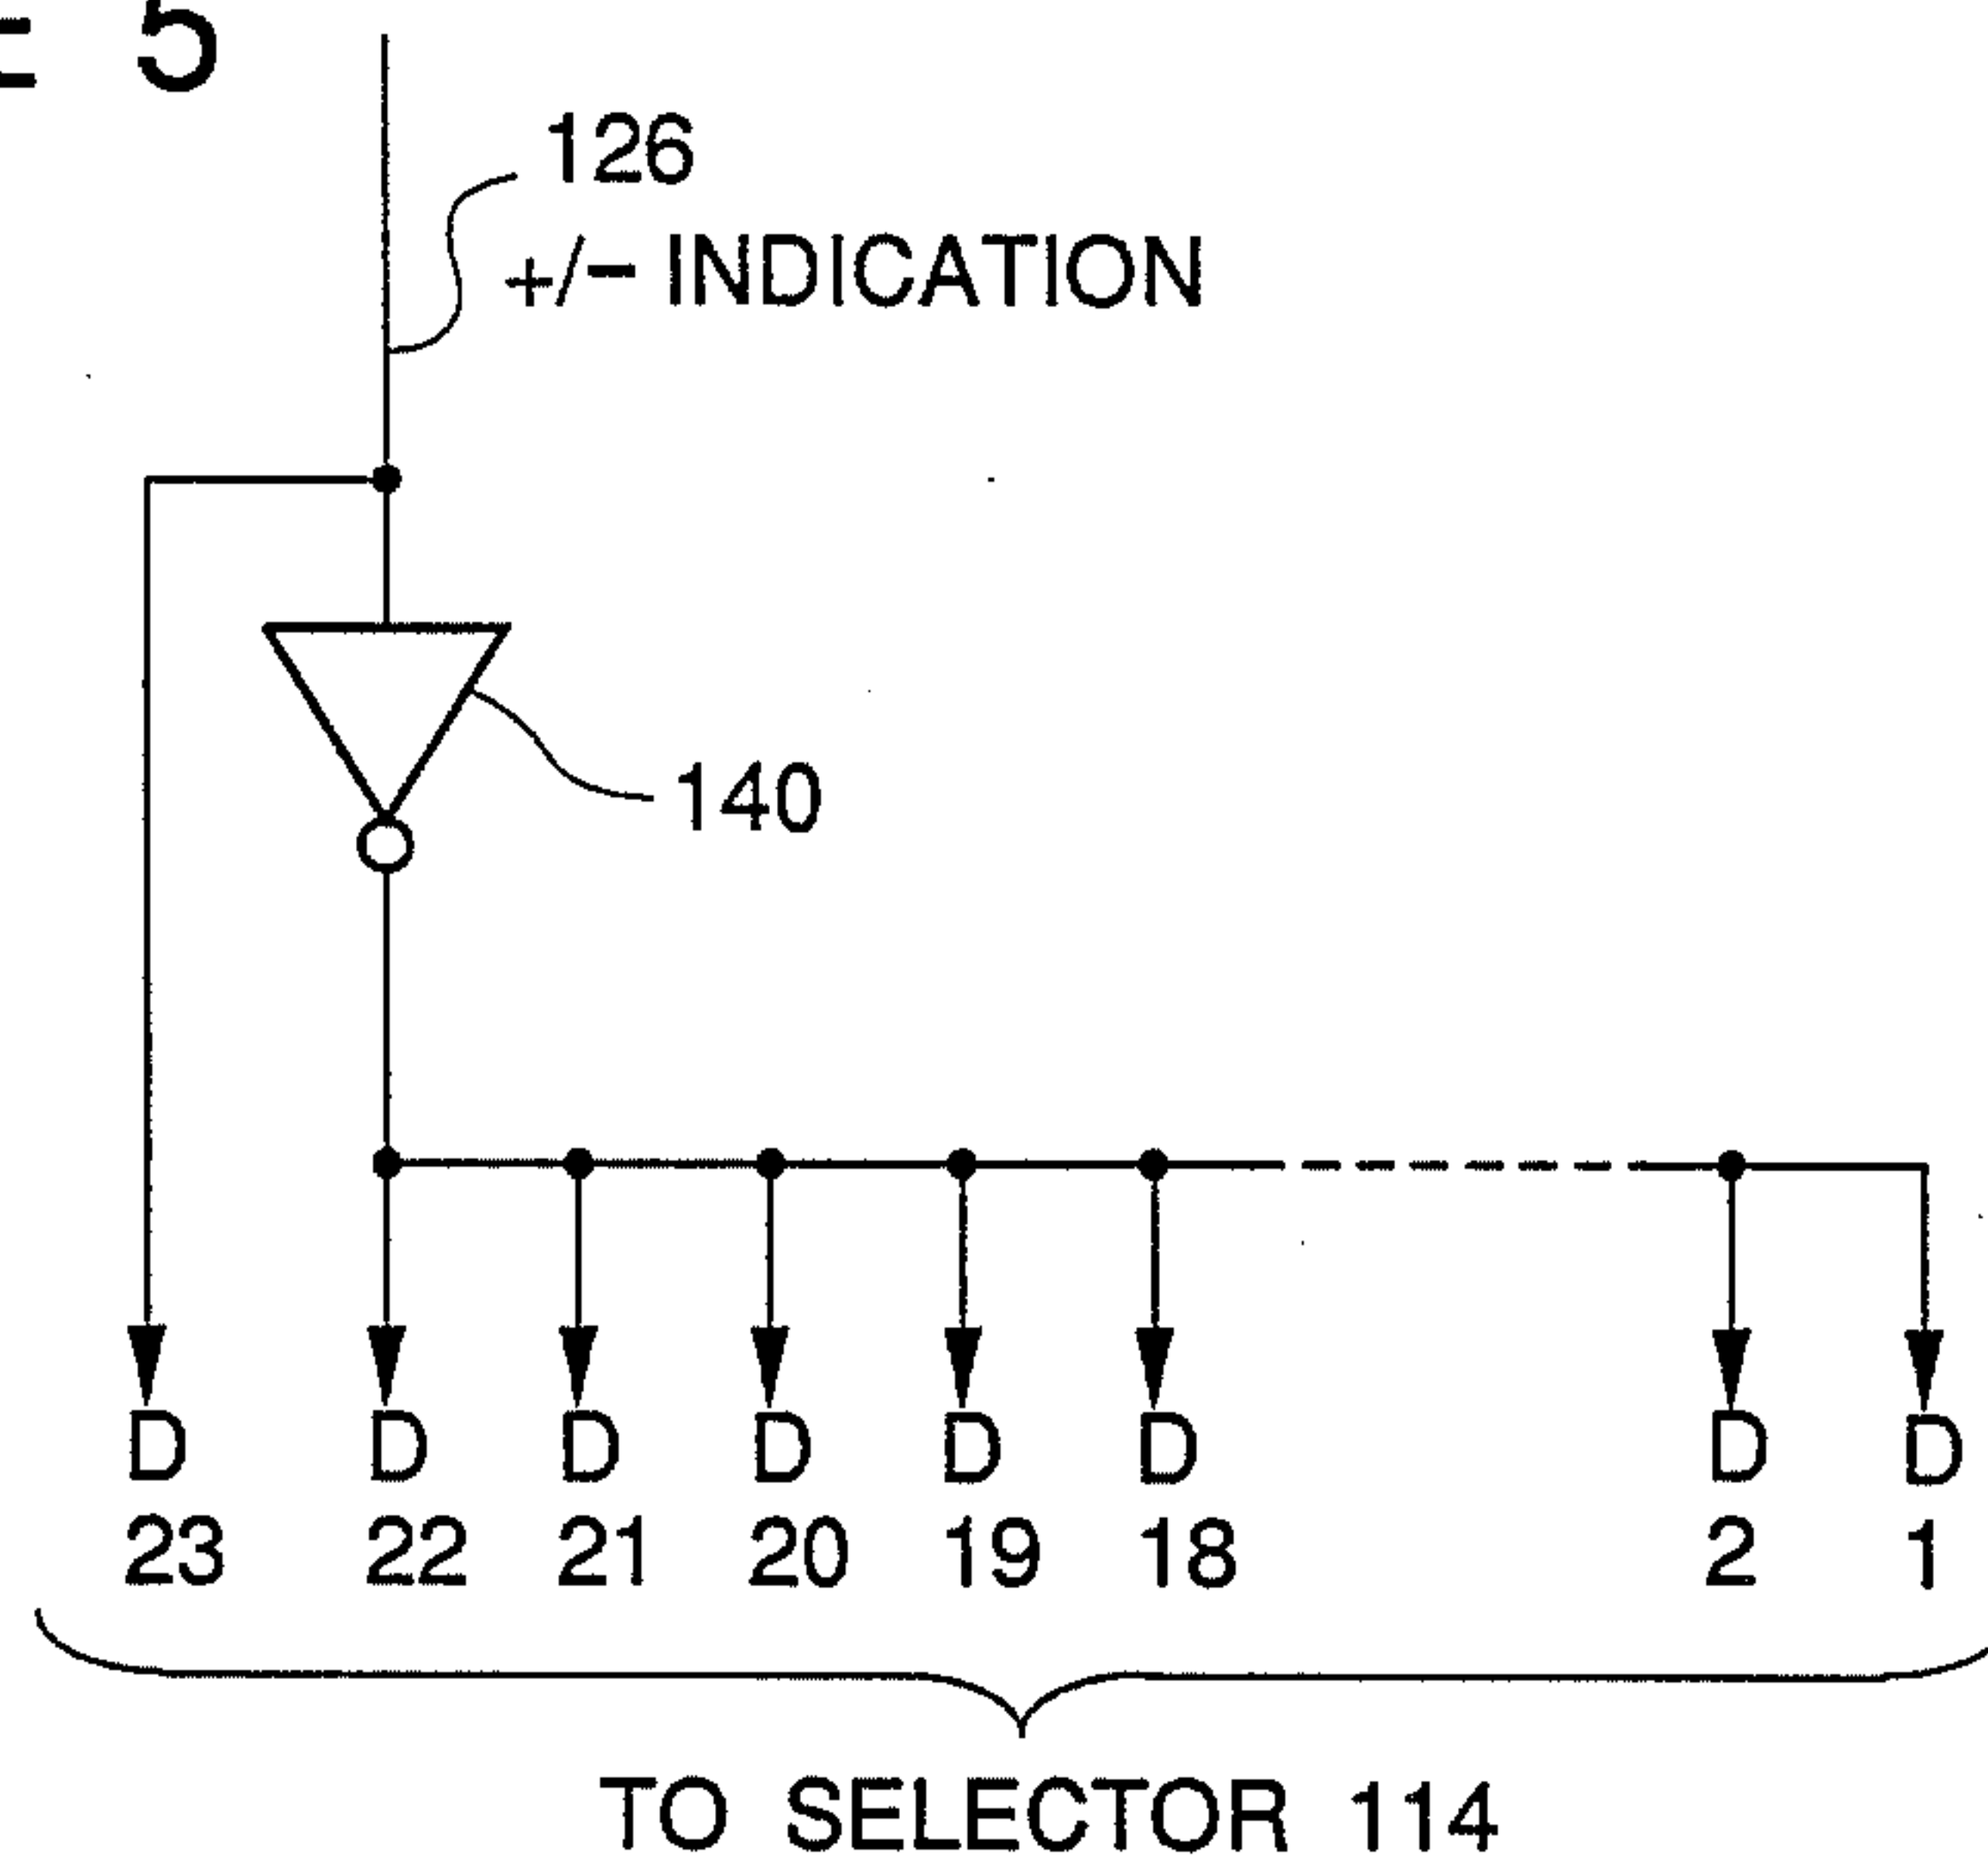 5
126
+/- INDICATION
140
D D D D D D D D
23 22 21 20 19 18 2 1
TO SELECTOR 114